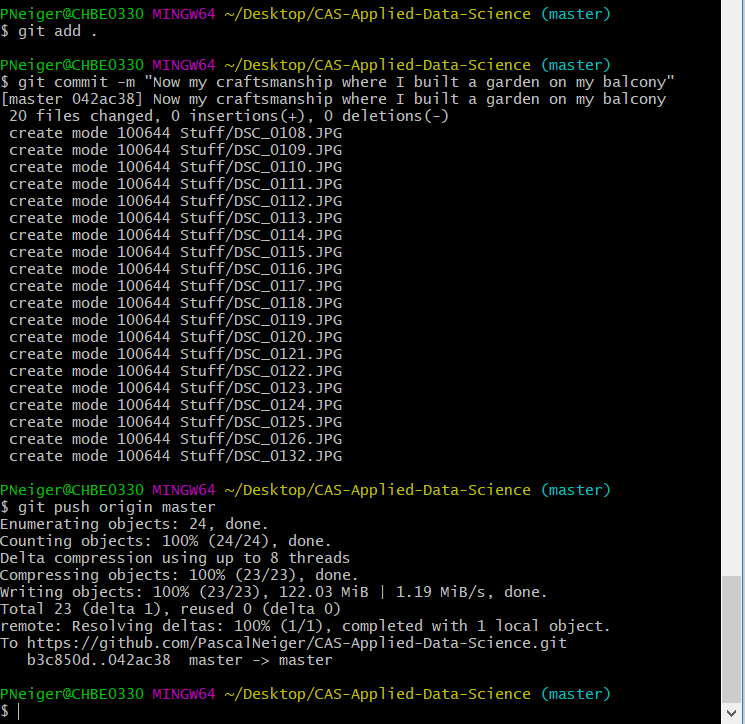 PNeiger@CHBE0330 MINGW64 ~/Desktop/CAS-Applied-Data-Science (master)
$ git add .
PNeiger@CHBE0330 MINGW64 ~/Desktop/CAS-Applied-Data-Science (master)
$ git commit -m "Now my craftsmanship where I built a garden on my balcony"
[master 042ac38] Now my craftsmanship where I built a garden on my balcony
 20 files changed, 0 insertions(+), 0 deletions(-)
 create mode 100644 Stuff/DSC_0108.JPG
 create mode 100644 Stuff/DSC_0109.JPG
 create mode 100644 Stuff/DSC_0110.JPG
 create mode 100644 Stuff/DSC_0111.JPG
 create mode 100644 Stuff/DSC_0112.JPG
 create mode 100644 Stuff/DSC_0113.JPG
 create mode 100644 Stuff/DSC_0114.JPG
 create mode 100644 Stuff/DSC_0115.JPG
 create mode 100644 Stuff/DSC_0116.JPG
 create mode 100644 Stuff/DSC_0117.JPG
 create mode 100644 Stuff/DSC_0118.JPG
 create mode 100644 Stuff/DSC_0119.JPG
 create mode 100644 Stuff/DSC_0120.JPG
 create mode 100644 Stuff/DSC_0121.JPG
 create mode 100644 Stuff/DSC_0122.JPG
 create mode 100644 Stuff/DSC_0123.JPG
 create mode 100644 Stuff/DSC_0124.JPG
 create mode 100644 Stuff/DSC_0125.JPG
 create mode 100644 Stuff/DSC_0126.JPG
 create mode 100644 Stuff/DSC_0132.JPG
PNeiger@CHBE0330 MINGW64 ~/Desktop/CAS-Applied-Data-Science (master)
$ git push origin master
Enumerating objects: 24, done.
Counting objects: 100% (24/24), done.
Delta compression using up to 8 threads
Compressing objects: 100% (23/23), done.
Writing objects: 100% (23/23), 122.03 MiB | 1.19 MiB/s, done.
Total 23 (delta 1), reused 0 (delta 0)
remote: Resolving deltas: 100% (1/1), completed with 1 local object.
To https://github.com/PascalNeiger/CAS-Applied-Data-Science.git
   b3c850d..042ac38  master -> master
PNeiger@CHBE0330 MINGW64 ~/Desktop/CAS-Applied-Data-Science (master)
$